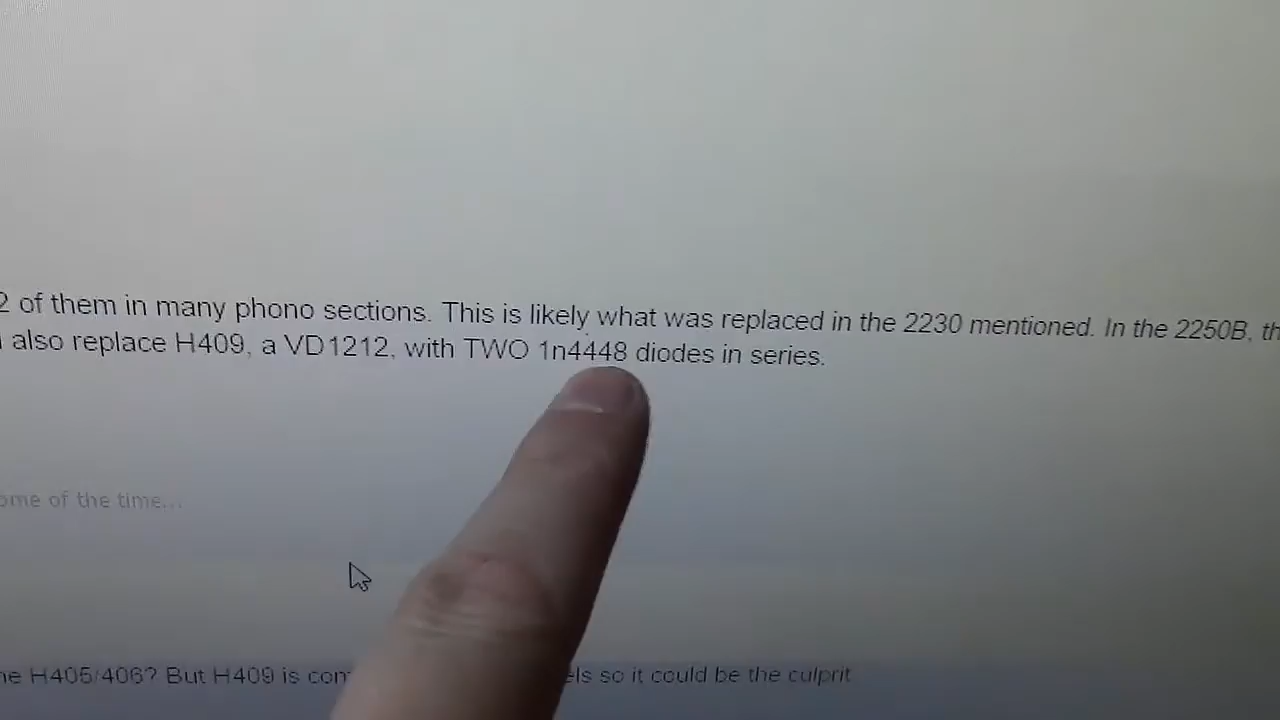 2 of them in many phono sections. This is likely what was replaced in the 2230 mentioned. In the 2250B, th
also replace H409, a VD1212, with TWO 1n4448 diodes in series.
ome of the time...
ne H405/406? But H409 is com els so it could be the culprit